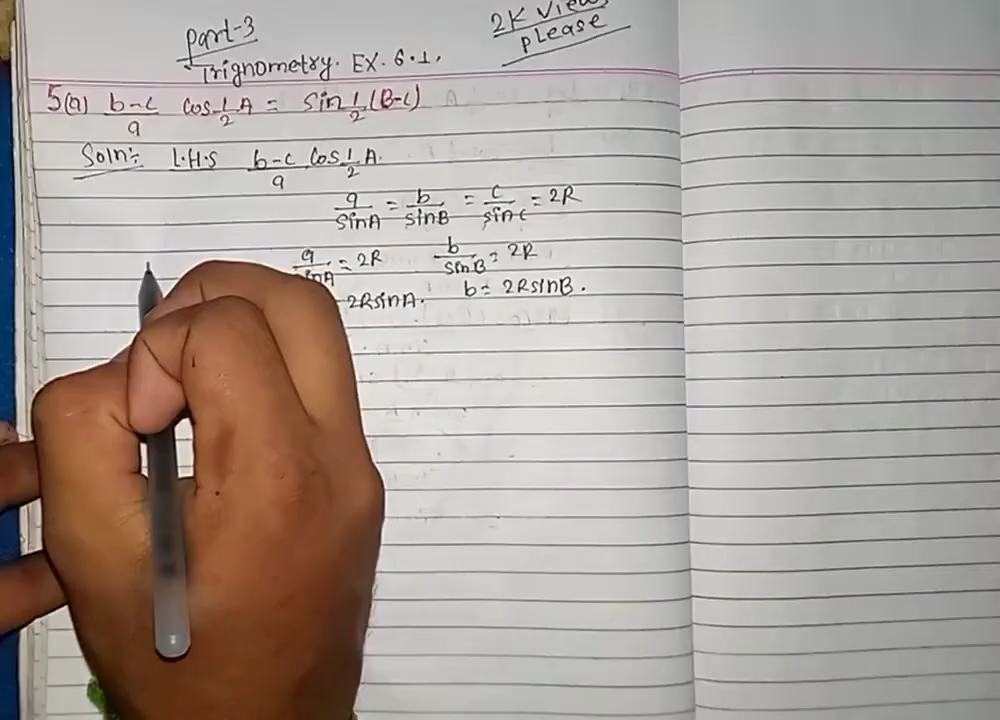 Part-3
2K Views please
Trignometry. EX. 6.1.
5(a) b-c/a cos 1/2 A = sin 1/2 (B-C)
Soln:- L.H.S b-c/a cos 1/2 A.
a/sinA = b/sinB = c/sinC = 2R
= 2R b/sinB = 2R
2RsinA. b = 2RsinB.